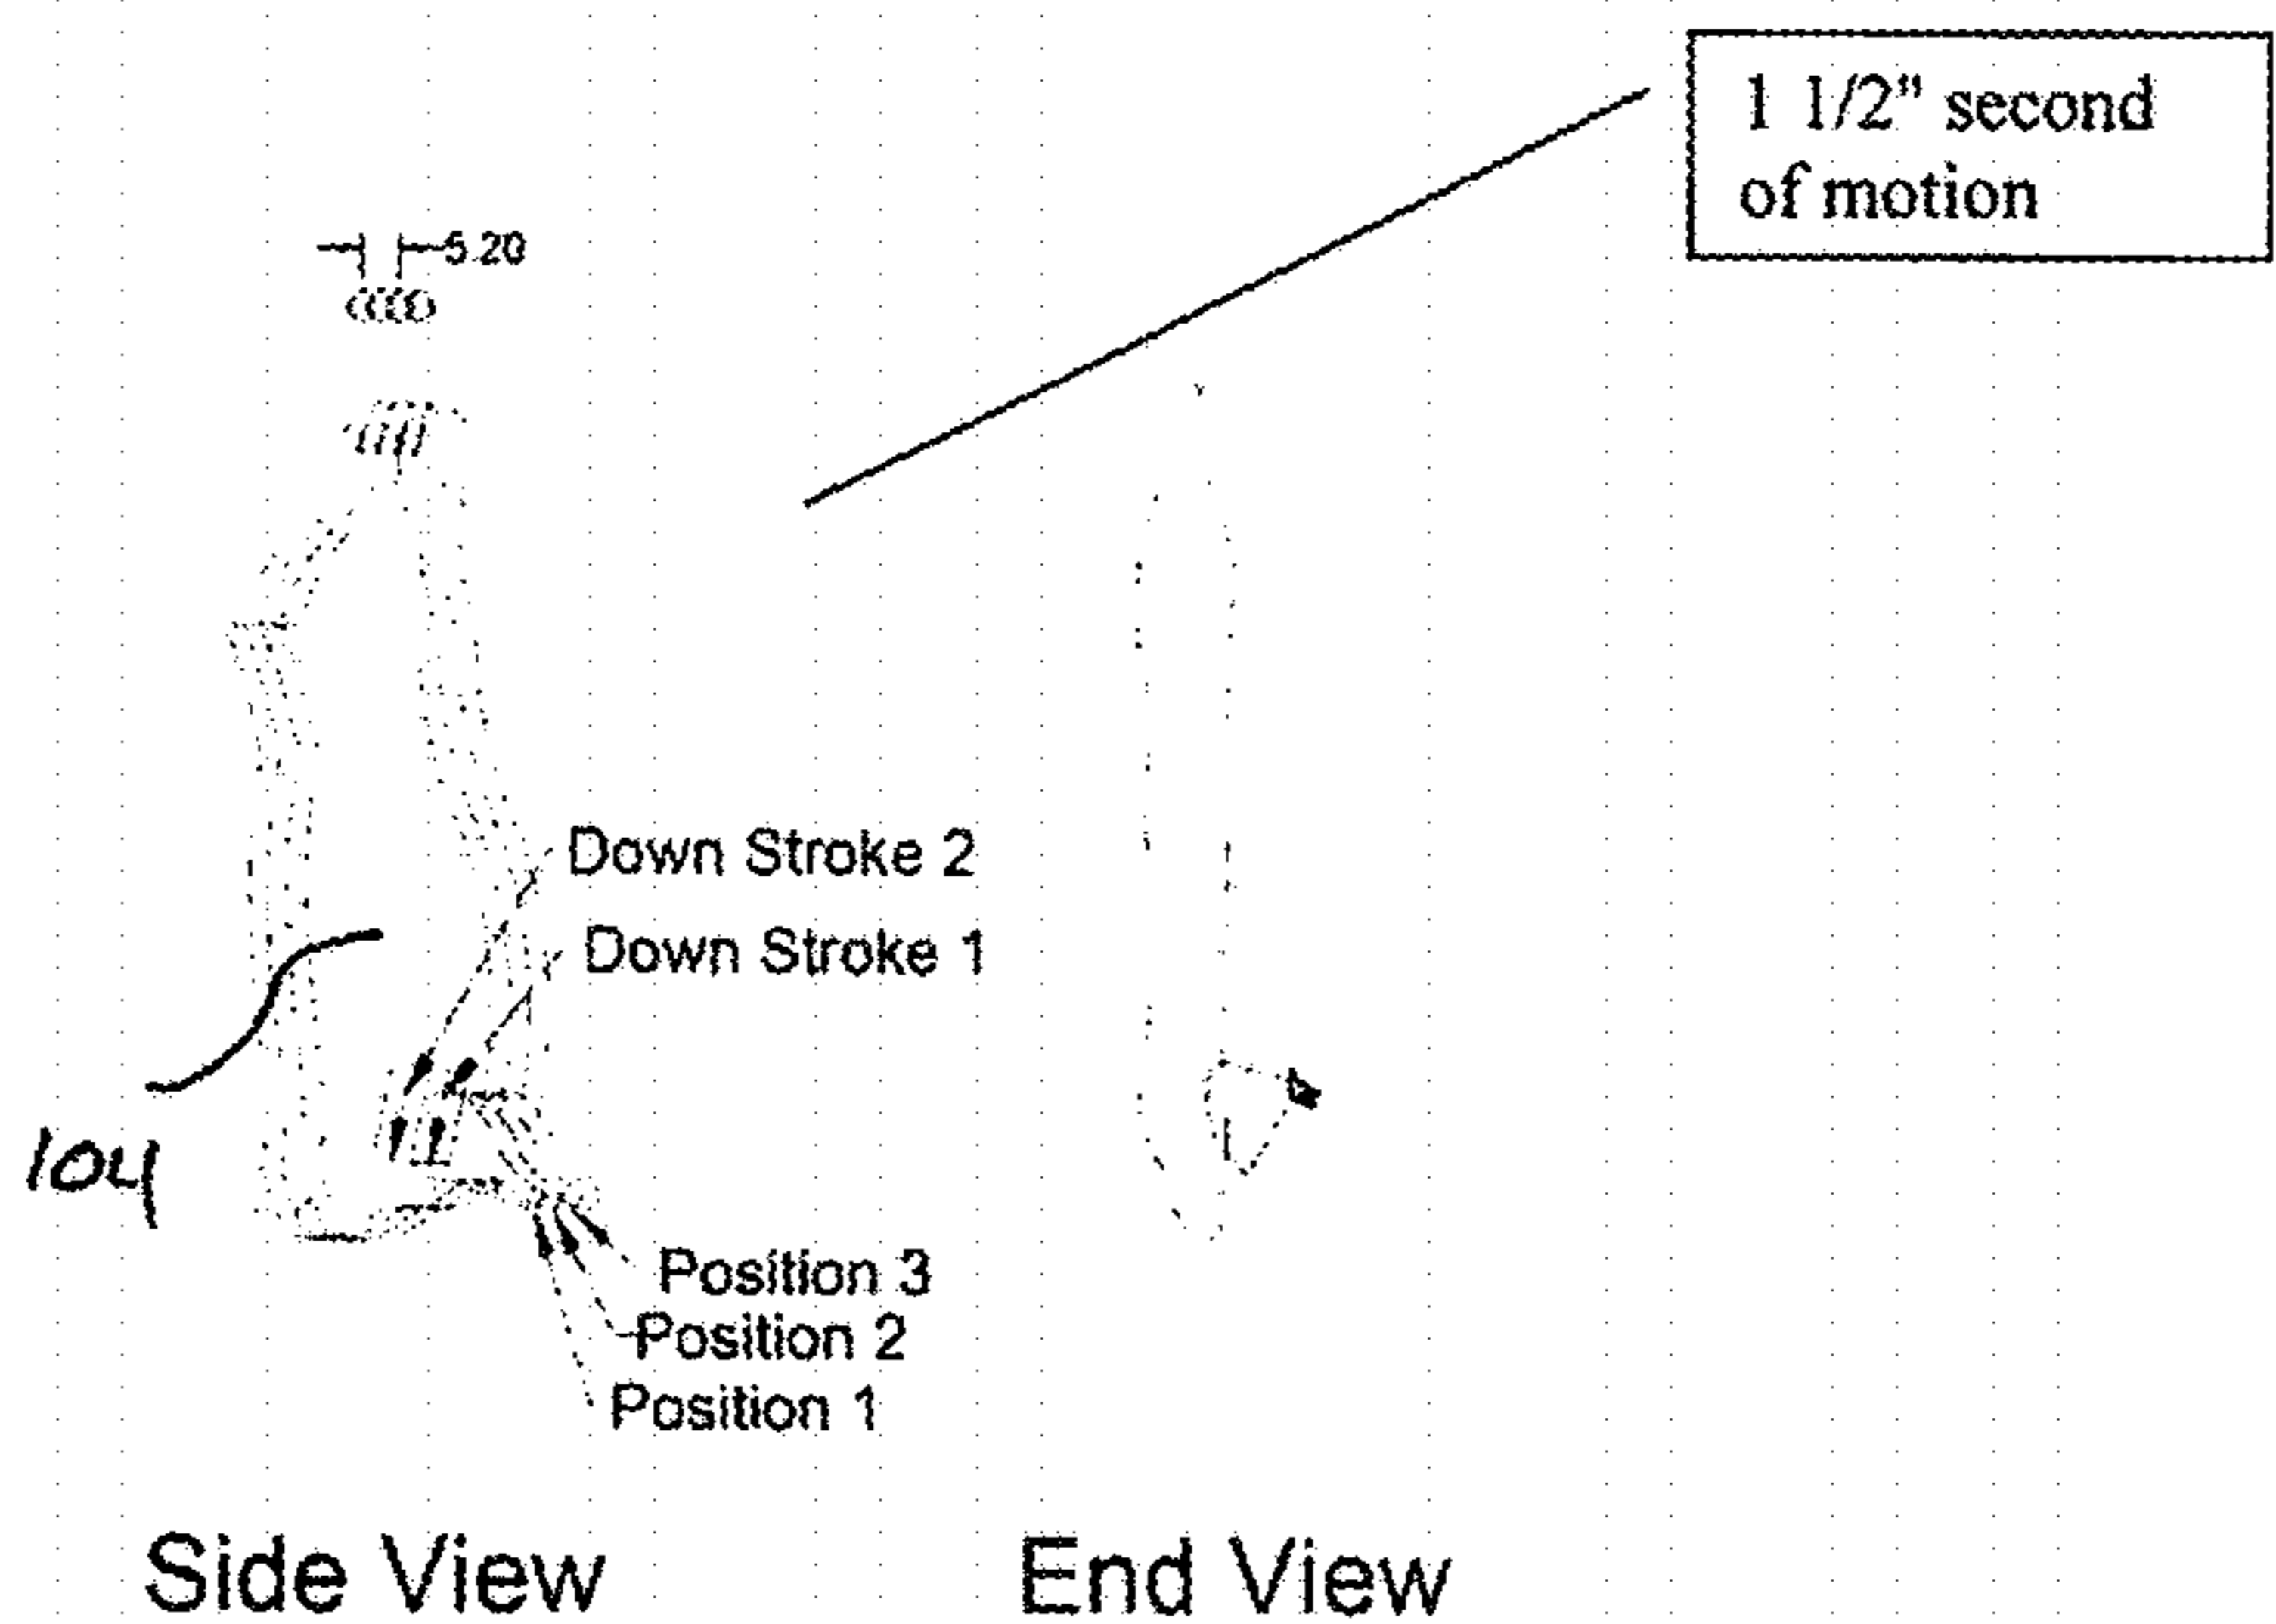 1 1/2" second
of motion
5.20
Down Stroke 2
Down Stroke 1
104
Position 3
Position 2
Position 1
Side View
End View